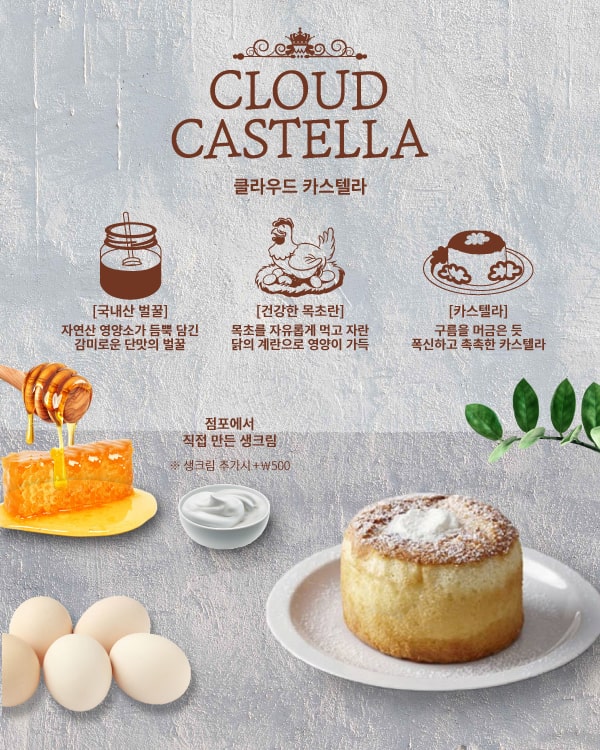 CLOUD
CASTELLA
클라우드 카스텔라
[국내산 벌꿀]
자연산 영양소가 듬뿍 담긴
감미로운 단맛의 벌꿀
[건강한 목초란]
목초를 자유롭게 먹고 자란
닭의 계란으로 영양이 가득
[카스텔라]
구름을 머금은 듯
폭신하고 촉촉한 카스텔라
점포에서
직접 만든 생크림
※ 생크림 추가시 +₩500